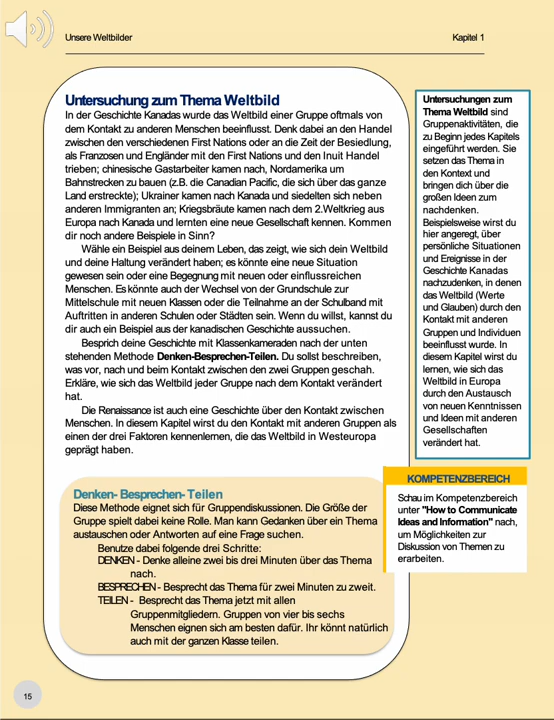 Unsere Weltbilder
Kapitel 1
Untersuchung zum Thema Weltbild
In der Geschichte Kanadas wurde das Weltbild einer Gruppe oftmals von
dem Kontakt zu anderen Menschen beeinflusst. Denk dabei an den Handel
zwischen den verschiedenen First Nations oder an die Zeit der Besiedlung,
als Franzosen und Engländer mit den First Nations und den Inuit Handel
trieben; chinesische Gastarbeiter kamen nach, Nordamerika um
Bahnstrecken zu bauen (z.B. die Canadian Pacific, die sich über das ganze
Land erstreckte); Ukrainer kamen nach Kanada und siedelten sich neben
anderen Immigranten an; Kriegsbräute kamen nach dem 2.Weltkrieg aus
Europa nach Kanada und lernten eine neue Gesellschaft kennen. Kommen
dir noch andere Beispiele in Sinn?
Wähle ein Beispiel aus deinem Leben, das zeigt, wie sich dein Weltbild
und deine Haltung verändert haben; es könnte eine neue Situation
gewesen sein oder eine Begegnung mit neuen oder einflussreichen
Menschen. Es könnte auch der Wechsel von der Grundschule zur
Mittelschule mit neuen Klassen oder die Teilnahme an der Schulband mit
Auftritten in anderen Schulen oder Städten sein. Wenn du willst, kannst du
dir auch ein Beispiel aus der kanadischen Geschichte aussuchen.
Besprich deine Geschichte mit Klassenkameraden nach der unten
stehenden Methode Denken-Besprechen-Teilen. Du sollst beschreiben,
was vor, nach und beim Kontakt zwischen den zwei Gruppen geschah.
Erkläre, wie sich das Weltbild jeder Gruppe nach dem Kontakt verändert
hat.
Die Renaissance ist auch eine Geschichte über den Kontakt zwischen
Menschen. In diesem Kapitel wirst du den Kontakt mit anderen Gruppen als
einen der drei Faktoren kennenlernen, die das Weltbild in Westeuropa
geprägt haben.
Denken- Besprechen- Teilen
Diese Methode eignet sich für Gruppendiskussionen. Die Größe der
Gruppe spielt dabei keine Rolle. Man kann Gedanken über ein Thema
austauschen oder Antworten auf eine Frage suchen.
Benutze dabei folgende drei Schritte:
DENKEN - Denke alleine zwei bis drei Minuten über das Thema
nach.
BESPRECHEN - Besprecht das Thema für zwei Minuten zu zweit.
TEILEN - Besprecht das Thema jetzt mit allen
Gruppenmitgliedern. Gruppen von vier bis sechs
Menschen eignen sich am besten dafür. Ihr könnt natürlich
auch mit der ganzen Klasse teilen.
Untersuchungen zum
Thema Weltbild sind
Gruppenaktivitäten, die
zu Beginn jedes Kapitels
eingeführt werden. Sie
setzen das Thema in
den Kontext und
bringen dich über die
großen Ideen zum
nachdenken.
Beispielsweise wirst du
hier angeregt, über
persönliche Situationen
und Ereignisse in der
Geschichte Kanadas
nachzudenken, in denen
das Weltbild (Werte
und Glauben) durch den
Kontakt mit anderen
Gruppen und Individuen
beeinflusst wurde. In
diesem Kapitel wirst du
lernen, wie sich das
Weltbild in Europa
durch den Austausch
von neuen Kenntnissen
und Ideen mit anderen
Gesellschaften
verändert hat.
KOMPETENZBEREICH
Schau im Kompetenzbereich
unter "How to Communicate
Ideas and Information" nach,
um Möglichkeiten zur
Diskussion von Themen zu
erarbeiten.
15